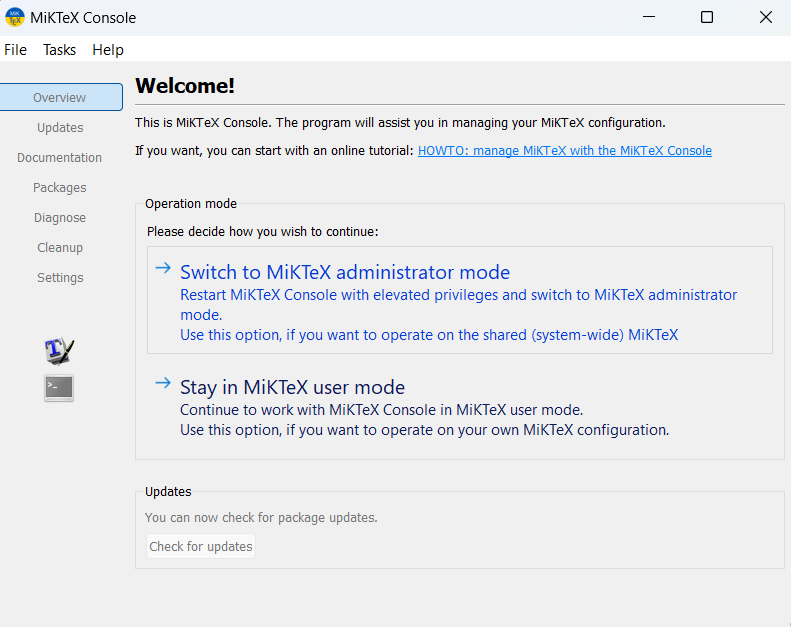 MiKTeX Console
File Tasks Help
Overview
Updates
Documentation
Packages
Diagnose
Cleanup
Settings
Welcome!
This is MiKTeX Console. The program will assist you in managing your MiKTeX configuration.
If you want, you can start with an online tutorial: HOWTO: manage MiKTeX with the MiKTeX Console
Operation mode
Please decide how you wish to continue:
Switch to MiKTeX administrator mode
Restart MiKTeX Console with elevated privileges and switch to MiKTeX administrator
mode.
Use this option, if you want to operate on the shared (system-wide) MiKTeX
Stay in MiKTeX user mode
Continue to work with MiKTeX Console in MiKTeX user mode.
Use this option, if you want to operate on your own MiKTeX configuration.
Updates
You can now check for package updates.
Check for updates